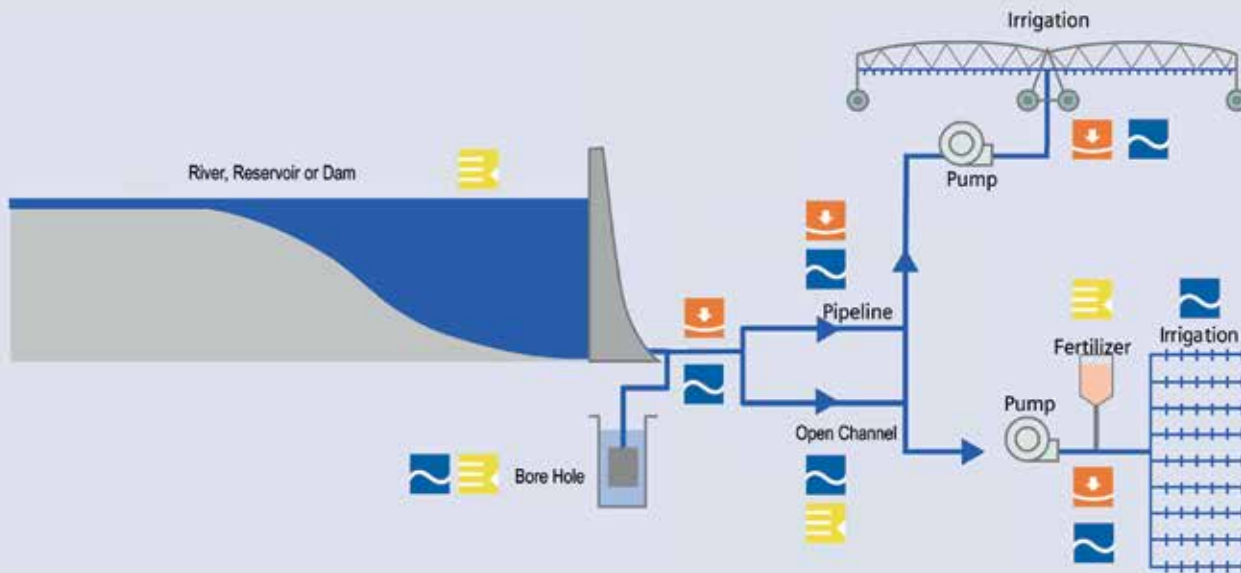 Irrigation
River, Reservoir or Dam
Pump
Pipeline
Irrigation
Fertilizer
Pump
Open Channel
Bore Hole